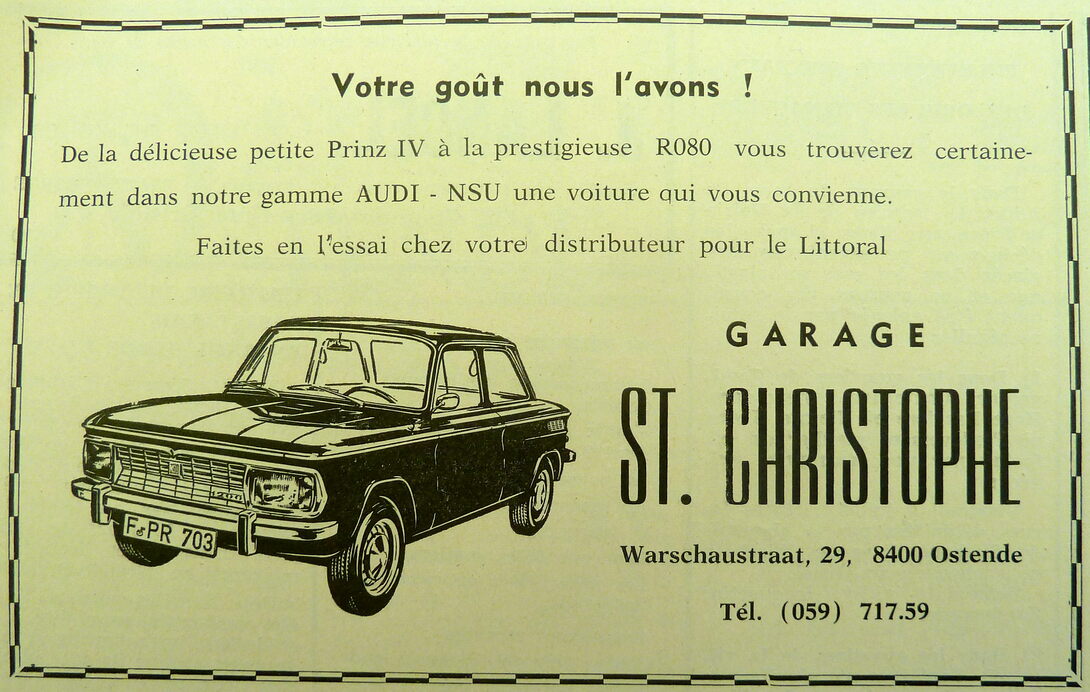 Votre goût nous l'avons !
De la délicieuse petite Prinz IV à la prestigieuse R080 vous trouverez certaine-
ment dans notre gamme AUDI - NSU une voiture qui vous convienne.
Faites en l'essai chez votre distributeur pour le Littoral
GARAGE
ST. CHRISTOPHE
1200
F PR 703
Warschaustraat, 29, 8400 Ostende
Tél. (059) 717.59